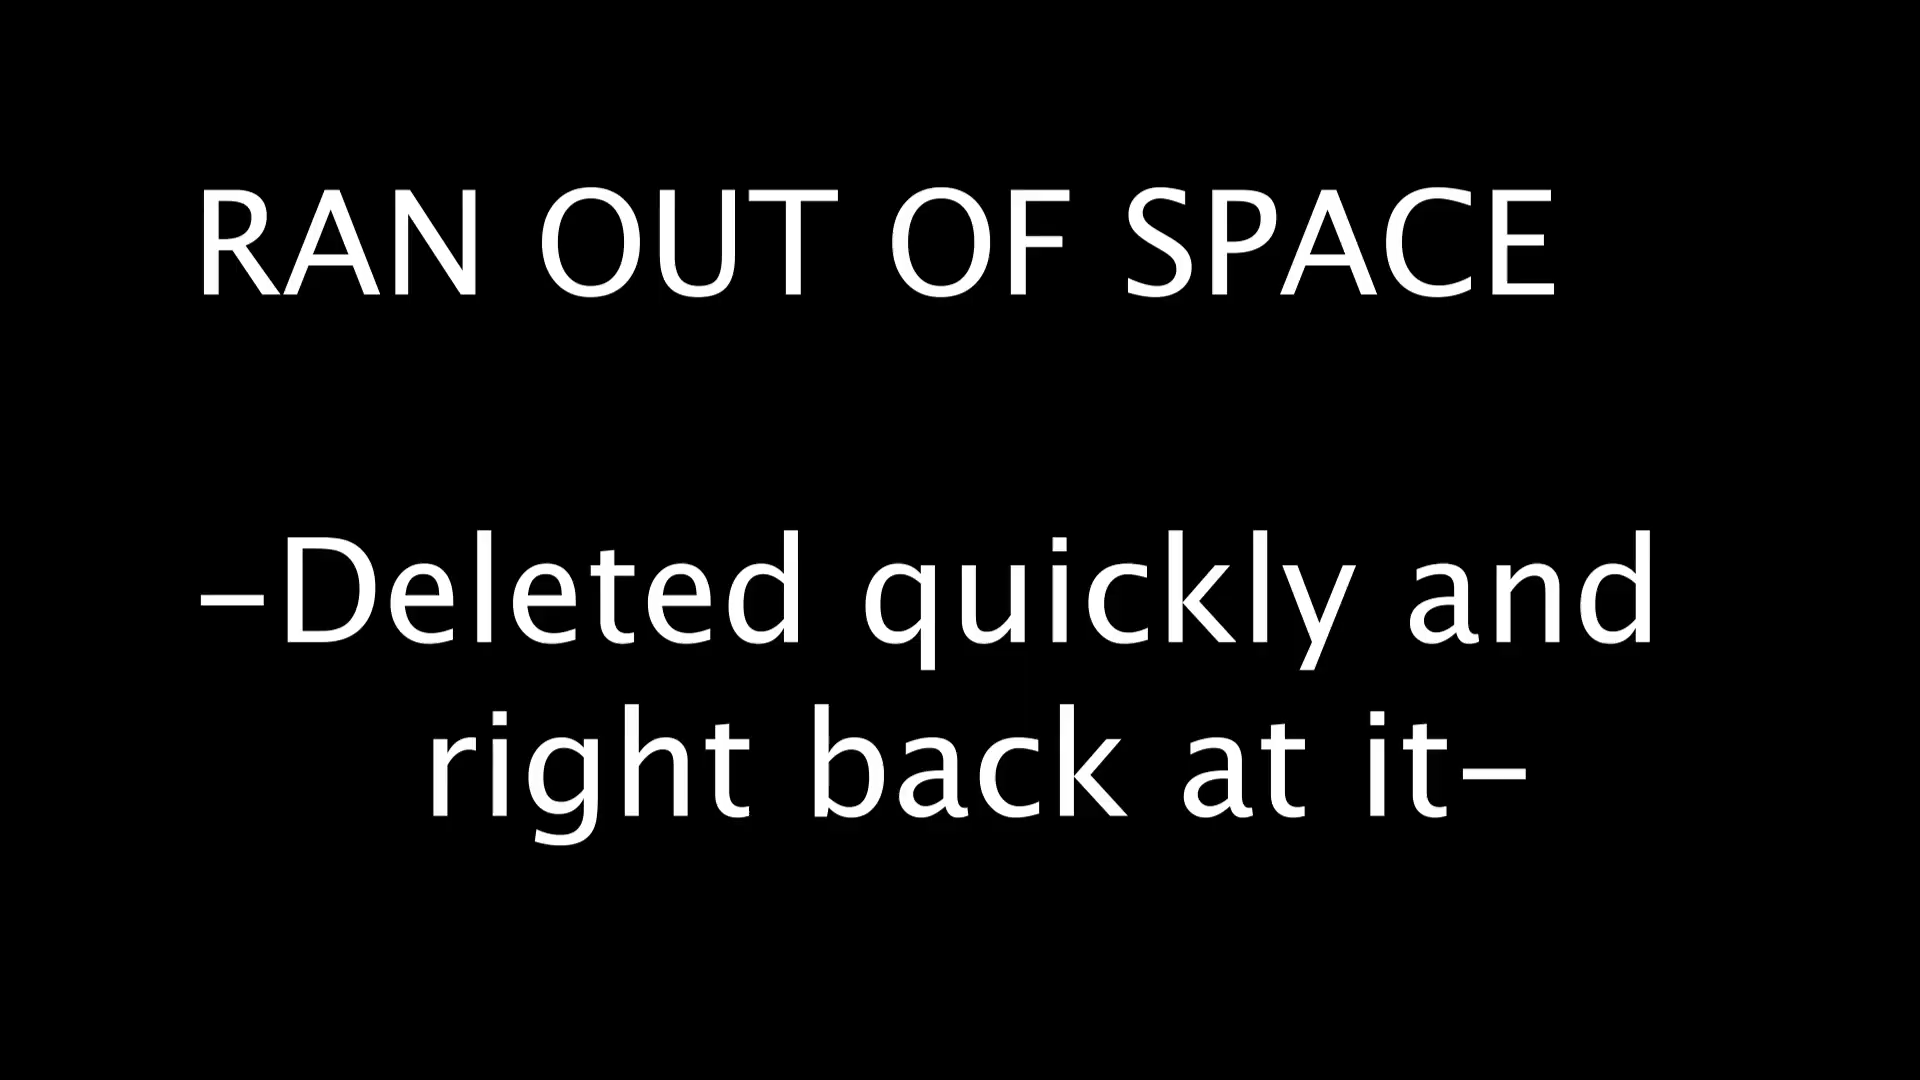 RAN OUT OF SPACE
-Deleted quickly and
right back at it-